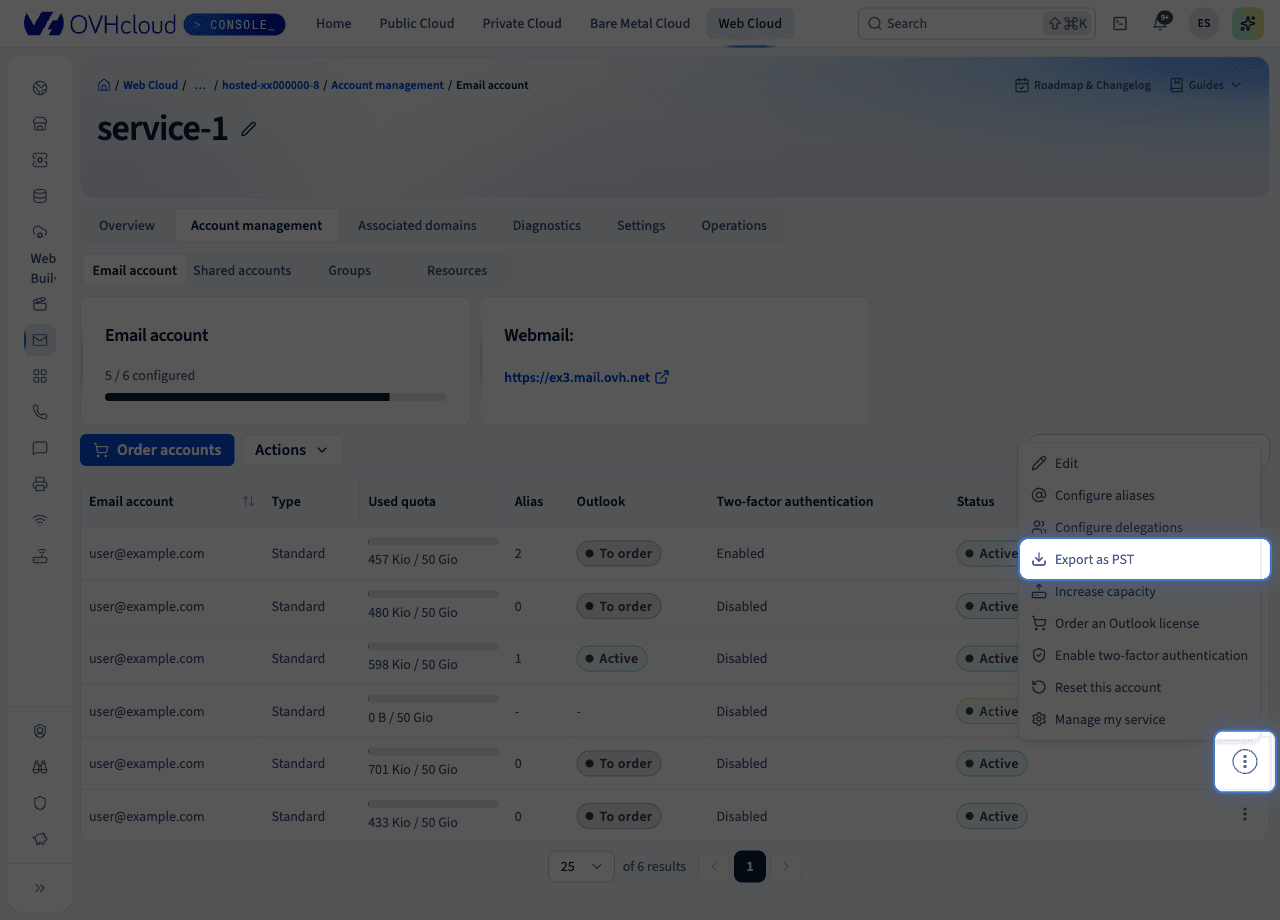 OVHcloud > CONSOLE_ Home Public Cloud Private Cloud Bare Metal Cloud Web Cloud Search ⇧⌘K 9+ ES
/ Web Cloud / ... / hosted-xx000000-8 / Account management / Email account Roadmap & Changelog Guides
service-1
Overview Account management Associated domains Diagnostics Settings Operations
Web
Buil
Email account Shared accounts Groups Resources
Email account Webmail:
5 / 6 configured https://ex3.mail.ovh.net
Order accounts Actions
Edit
Configure aliases
Configure delegations
Export as PST
Increase capacity
Order an Outlook license
Enable two-factor authentication
Reset this account
Manage my service
Email account Type Used quota Alias Outlook Two-factor authentication Status
user@example.com Standard 457 Kio / 50 Gio 2 To order Enabled Active
user@example.com Standard 480 Kio / 50 Gio 0 To order Disabled Active
user@example.com Standard 598 Kio / 50 Gio 1 Active Disabled Active
user@example.com Standard 0 B / 50 Gio - - Disabled Active
user@example.com Standard 701 Kio / 50 Gio 0 To order Disabled Active
user@example.com Standard 433 Kio / 50 Gio 0 To order Disabled Active
25 of 6 results 1